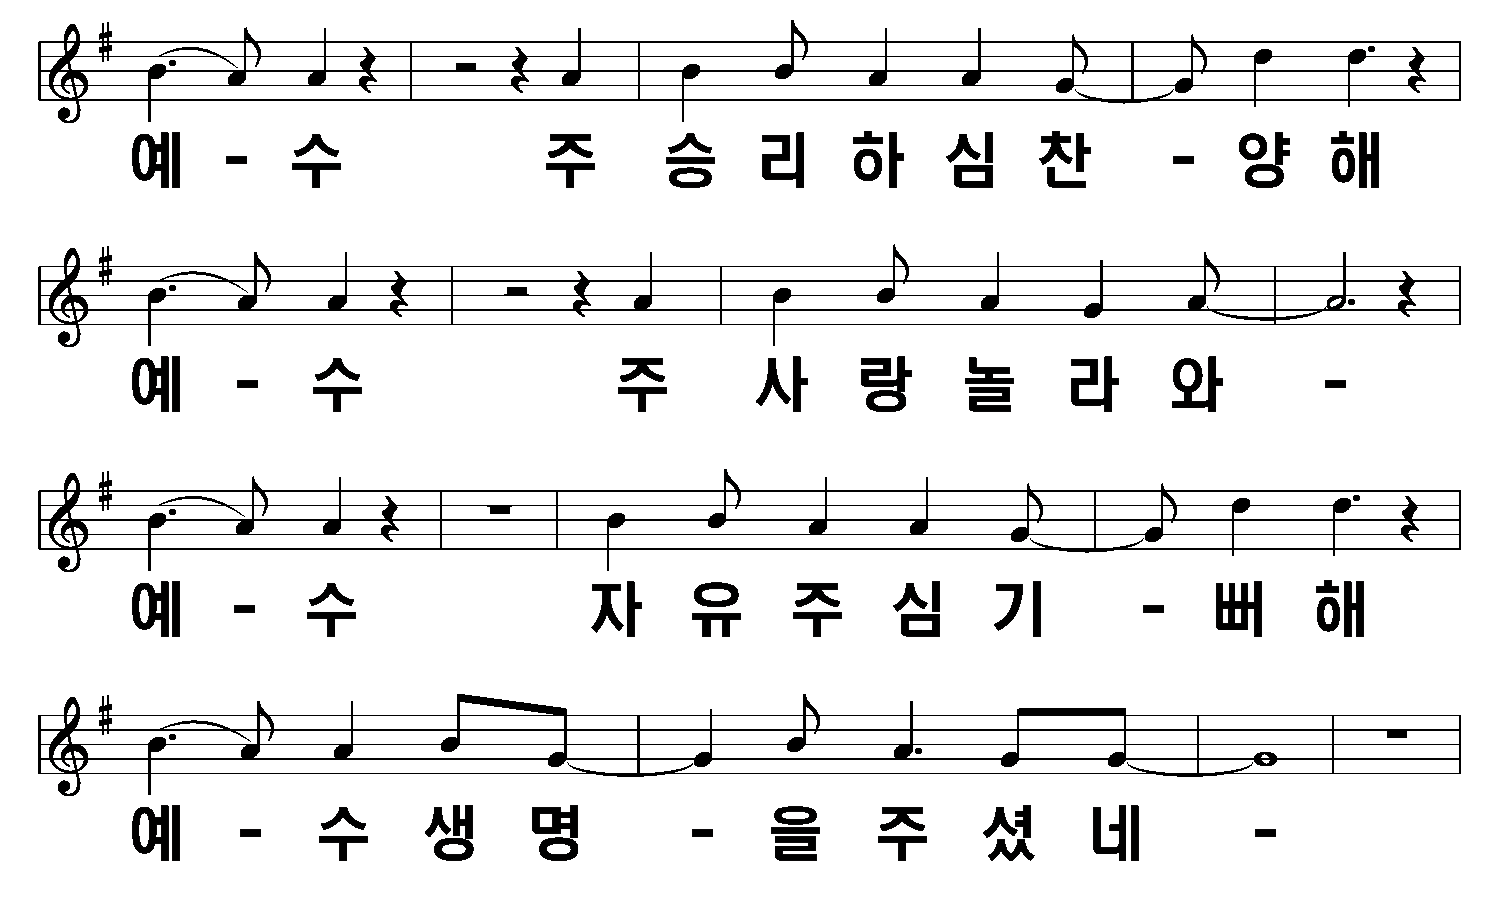 예 - 수 주 승 리 하 심 찬 - 양 해
예 - 수 주 사 랑 놀 라 와 -
예 - 수 자 유 주 심 기 - 뻐 해
예 - 수 생 명 - 을 주 셨 네 -